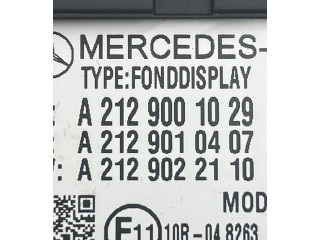 MERCEDES-
TYPE:FONDDISPLAY
: A 212 900 10 29
: A 212 901 04 07
: A 212 902 21 10
MOD
E11 10R-04 8263